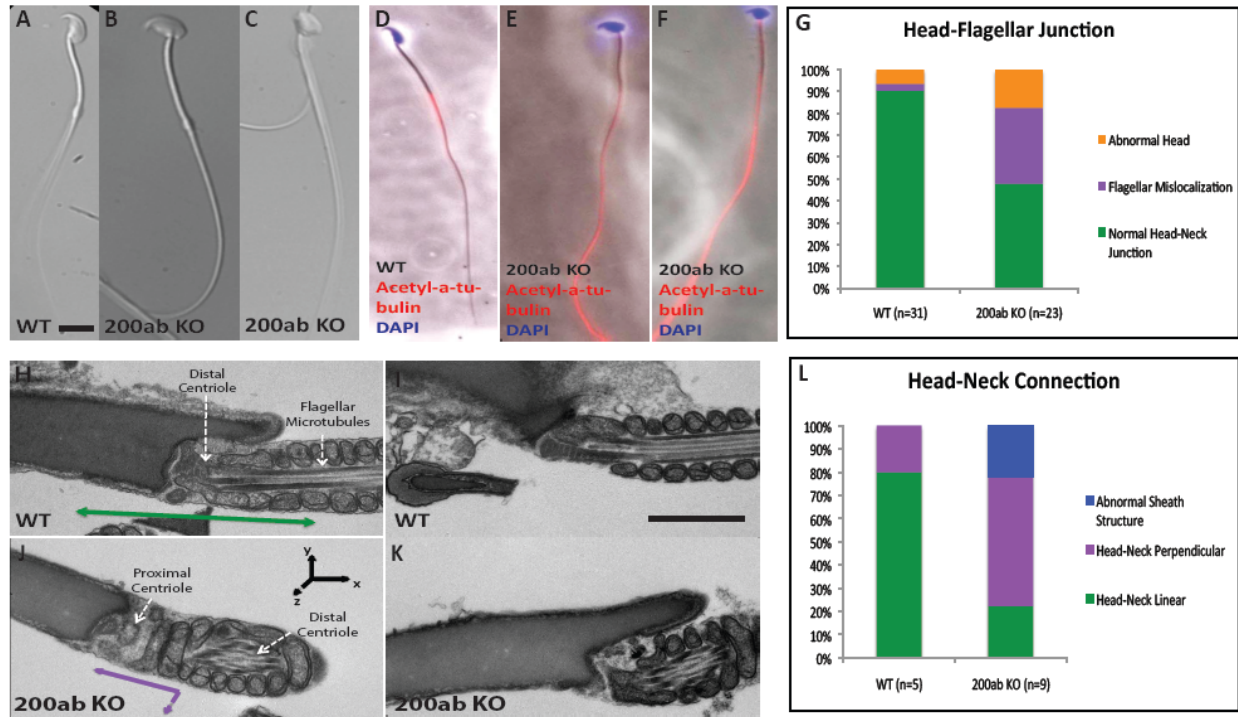 A
B
C
WT
200ab KO
200ab KO
D
E
F
WT
Acetyl-a-tu-
bulin
DAPI
200ab KO
Acetyl-a-tu-
bulin
DAPI
200ab KO
Acetyl-a-tu-
bulin
DAPI
G
Head-Flagellar Junction
100%
90%
80%
70%
60%
50%
40%
30%
20%
10%
0%
Abnormal Head
Flagellar Mislocalization
Normal Head-Neck
Junction
WT (n=31)
200ab KO (n=23)
H
Distal
Centriole
Flagellar
Microtubules
WT
I
WT
J
Proximal
Centriole
y
x
z
Distal
Centriole
200ab KO
K
200ab KO
L
Head-Neck Connection
100%
90%
80%
70%
60%
50%
40%
30%
20%
10%
0%
Abnormal Sheath
Structure
Head-Neck Perpendicular
Head-Neck Linear
WT (n=5)
200ab KO (n=9)